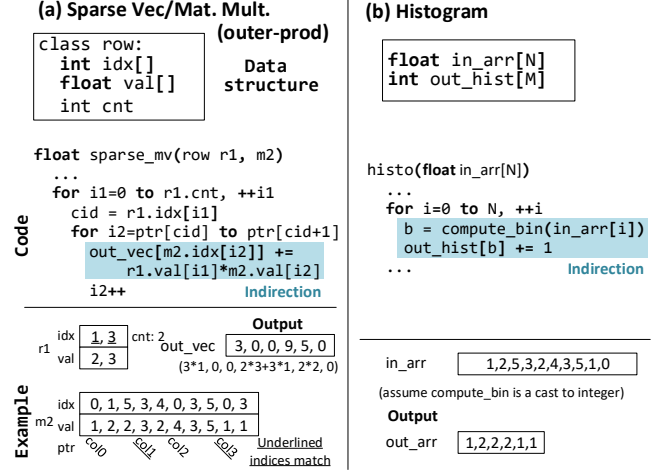 (a) Sparse Vec/Mat. Mult.
(outer-prod)
class row:
int idx[]
float val[]
int cnt
Data
structure
Code
float sparse_mv(row r1, m2)
...
for i1=0 to r1.cnt, ++i1
cid = r1.idx[i1]
for i2=ptr[cid] to ptr[cid+1]
out_vec[m2.idx[i2]] +=
r1.val[i1]*m2.val[i2]
i2++
Indirection
Example
r1
idx 1, 3 cnt: 2
val 2, 3
Output
out_vec 3, 0, 0, 9, 5, 0
(3*1, 0, 0, 2*3+3*1, 2*2, 0)
m2
idx 0, 1, 5, 3, 4, 0, 3, 5, 0, 3
val 1, 2, 2, 3, 2, 4, 3, 5, 1, 1
ptr col0 col1 col2 col3
Underlined
indices match
(b) Histogram
float in_arr[N]
int out_hist[M]
histo(float in_arr[N])
...
for i=0 to N, ++i
b = compute_bin(in_arr[i])
out_hist[b] += 1
...
Indirection
in_arr 1,2,5,3,2,4,3,5,1,0
(assume compute_bin is a cast to integer)
Output
out_arr 1,2,2,2,1,1